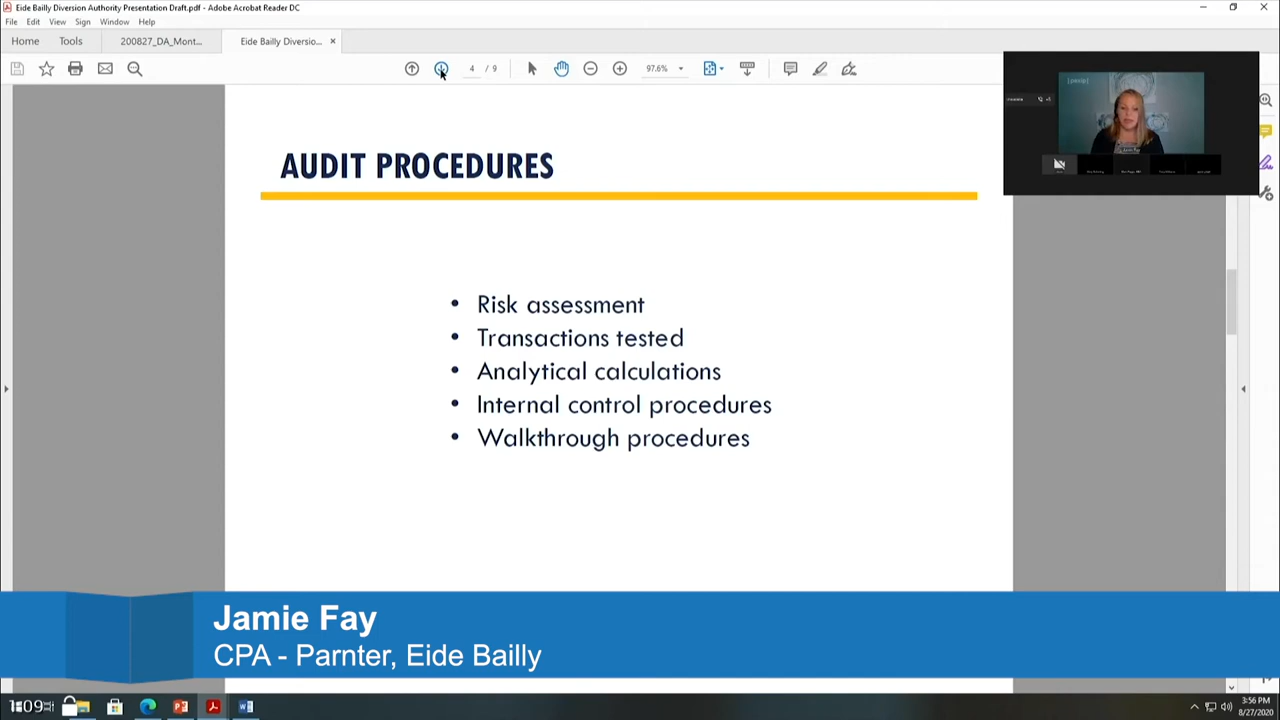 Eide Bailly Diversion Authority Presentation Draft.pdf - Adobe Acrobat Reader DC
File Edit View Sign Window Help
Home Tools 200827_DA_Mont... Eide Bailly Diversio... ×
4 / 9 97.6%
AUDIT PROCEDURES
• Risk assessment
• Transactions tested
• Analytical calculations
• Internal control procedures
• Walkthrough procedures
Jamie Fay
CPA - Parnter, Eide Bailly
3:56 PM
8/27/2020